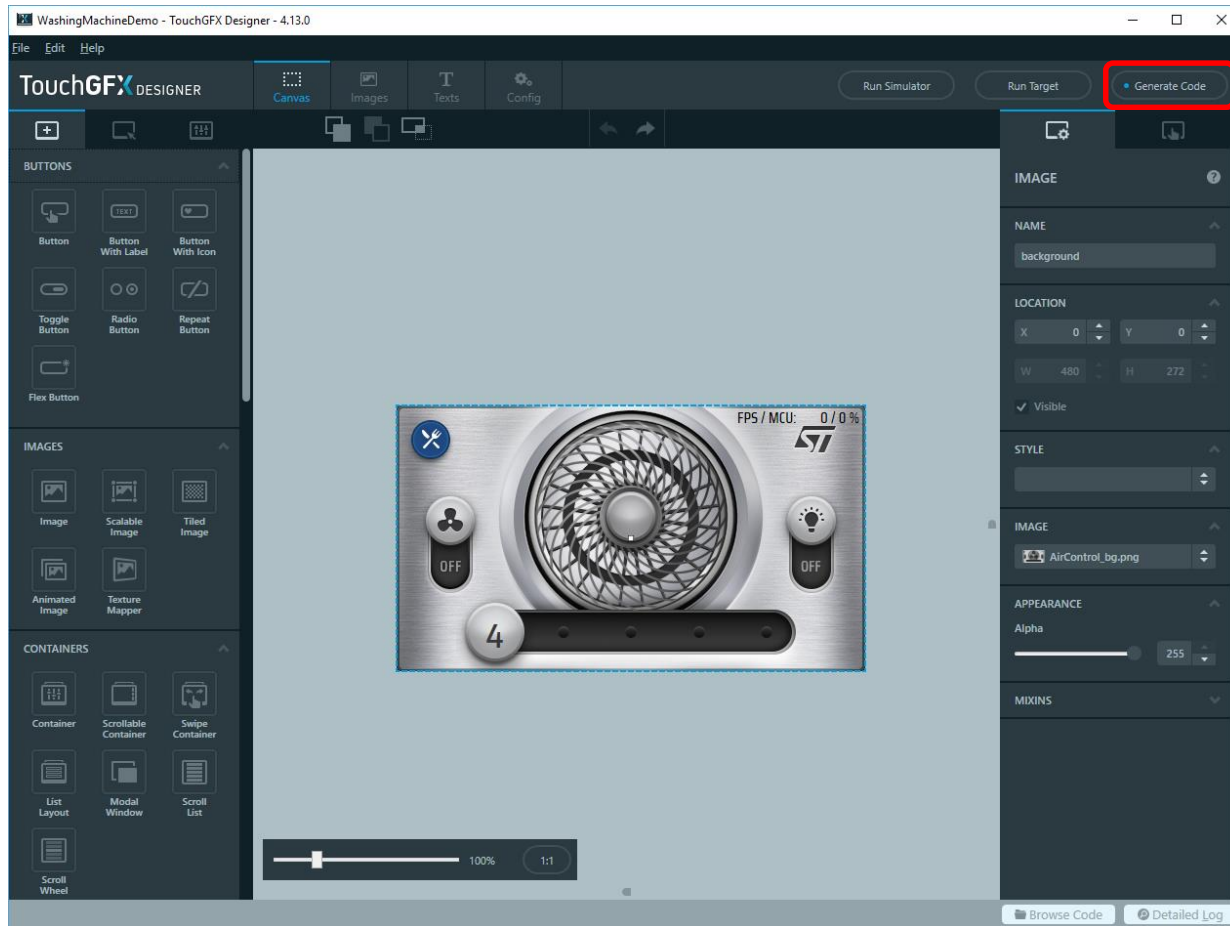 WashingMachineDemo - TouchGFX Designer - 4.13.0
File Edit Help
TouchGFX DESIGNER
Canvas
Images
Texts
Config
Run Simulator
Run Target
Generate Code
BUTTONS
Button
TEXT
Button
With Label
Button
With Icon
Toggle
Button
Radio
Button
Repeat
Button
Flex Button
IMAGES
Image
Scalable
Image
Tiled
Image
Animated
Image
Texture
Mapper
CONTAINERS
Container
Scrollable
Container
Swipe
Container
List
Layout
Modal
Window
Scroll
List
Scroll
Wheel
FPS / MCU: 0 / 0 %
ST
OFF
OFF
4
100%
1:1
IMAGE
?
NAME
background
LOCATION
X 0 Y 0
W 480 H 272
Visible
STYLE
IMAGE
AirControl_bg.png
APPEARANCE
Alpha
255
MIXINS
Browse Code
Detailed Log